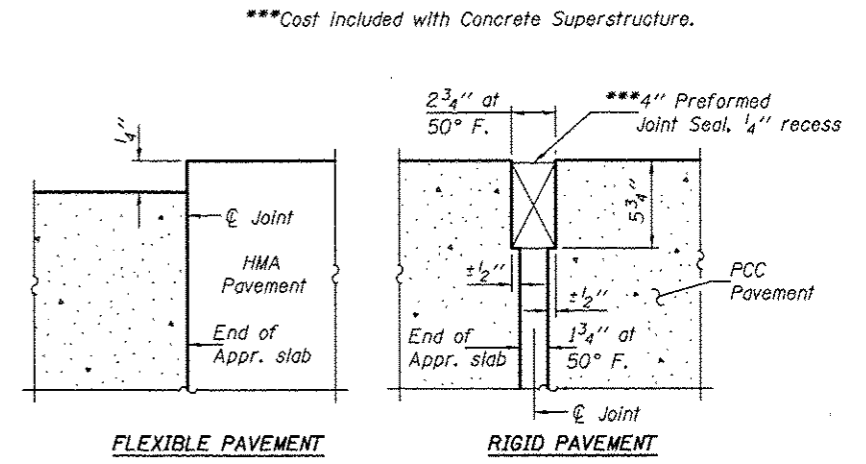 ***Cost included with Concrete Superstructure.
1/4"
℄ Joint
HMA
Pavement
End of
Appr. slab
FLEXIBLE PAVEMENT
2 3/4" at
50° F.
***4" Preformed
Joint Seal, 1/4" recess
5 3/4"
±1/2"
±1/2"
PCC
Pavement
End of
Appr. slab
1 3/4" at
50° F.
℄ Joint
RIGID PAVEMENT